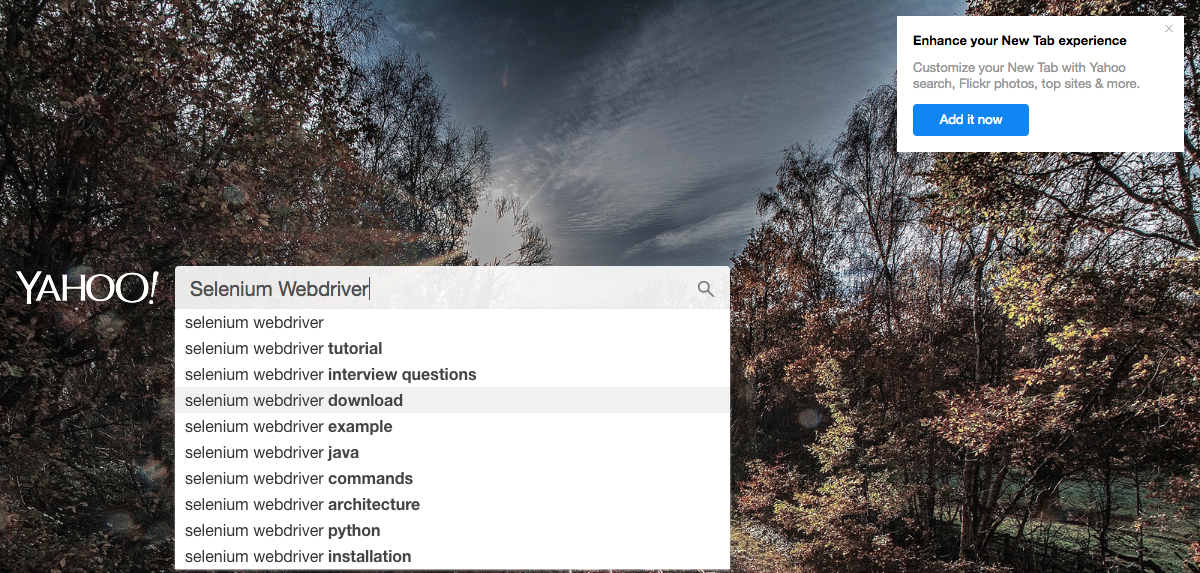 Enhance your New Tab experience
Customize your New Tab with Yahoo
search, Flickr photos, top sites & more.
Add it now
YAHOO!
Selenium Webdriver
selenium webdriver
selenium webdriver tutorial
selenium webdriver interview questions
selenium webdriver download
selenium webdriver example
selenium webdriver java
selenium webdriver commands
selenium webdriver architecture
selenium webdriver python
selenium webdriver installation